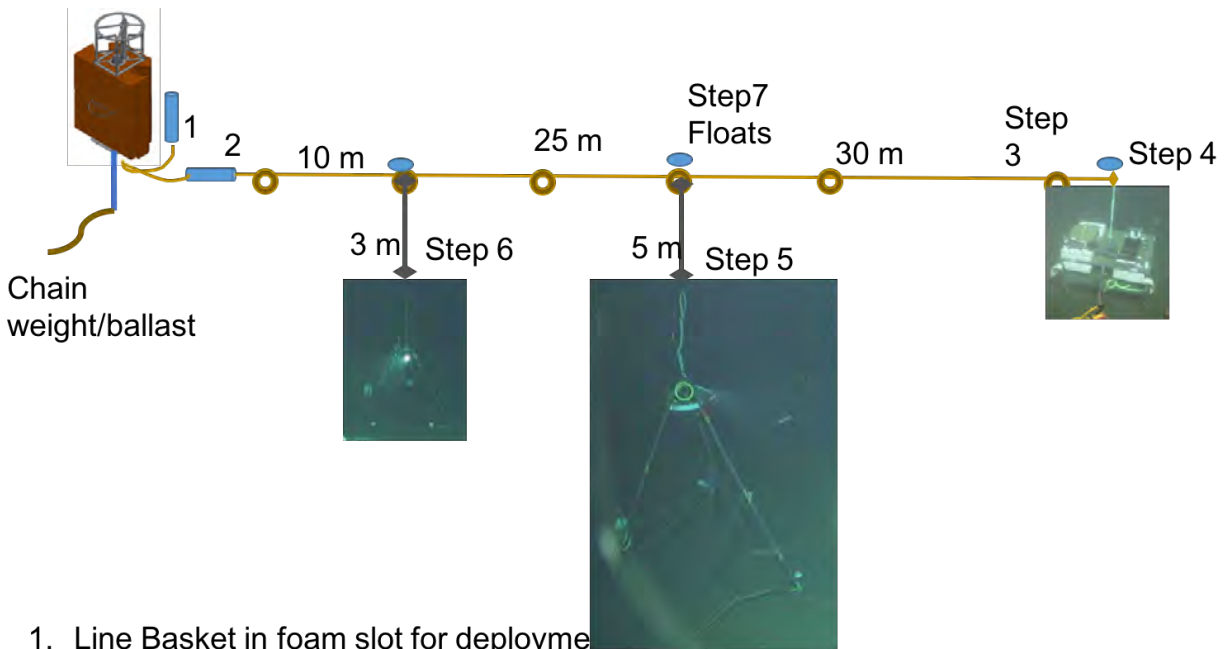 Step7
Floats
1
2
10 m
25 m
30 m
Step
3
Step 4
3 m
Step 6
5 m
Step 5
Chain
weight/ballast
1. Line Basket in foam slot for deployme